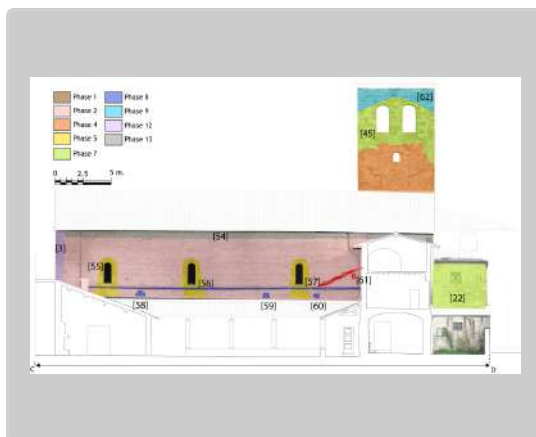 Phase 1
Phase 2
Phase 4
Phase 5
Phase 7
Phase 8
Phase 9
Phase 12
Phase 13
0 2.5 5 m.
[62]
[45]
[54]
[3]
[55]
[56]
[57]
[61]
[58]
[59]
[60]
[22]
C
D